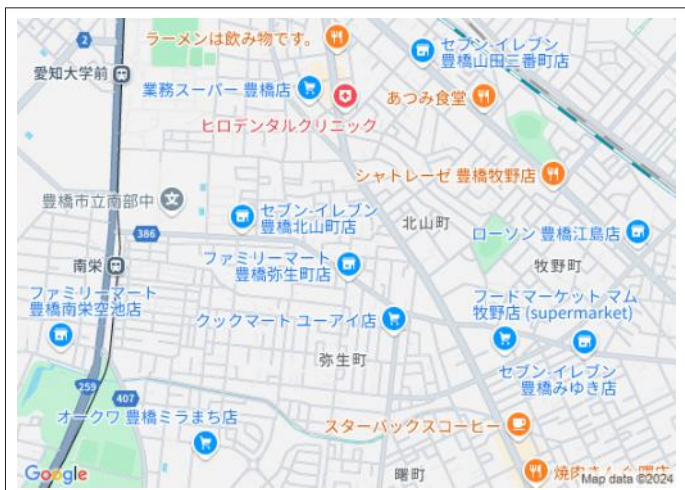 ラーメンは飲み物です。
セブン-イレブン
豊橋山田三番町店
2
愛知大学前
業務スーパー 豊橋店
あつみ食堂
ヒロデンタルクリニック
シャトレーゼ 豊橋牧野店
豊橋市立南部中
文
セブン-イレブン
豊橋北山町店
北山町
ローソン 豊橋江島店
386
南栄
ファミリーマート
豊橋弥生町店
牧野町
ファミリーマート
豊橋南栄空池店
クックマート ユーアイ店
フードマーケット マム
牧野店 (supermarket)
弥生町
セブン-イレブン
豊橋みゆき店
259
407
オークワ 豊橋ミラまち店
スターバックスコーヒー
曙町
Google
Map data ©2024